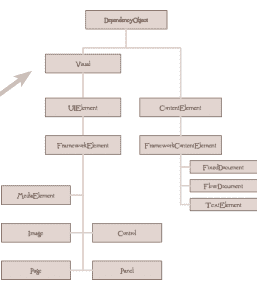 DependencyObject
Visual
UIElement
ContentElement
FrameworkElement
FrameworkContentElement
FixedDocument
FlowDocument
TextElement
MediaElement
Image
Control
Page
Panel